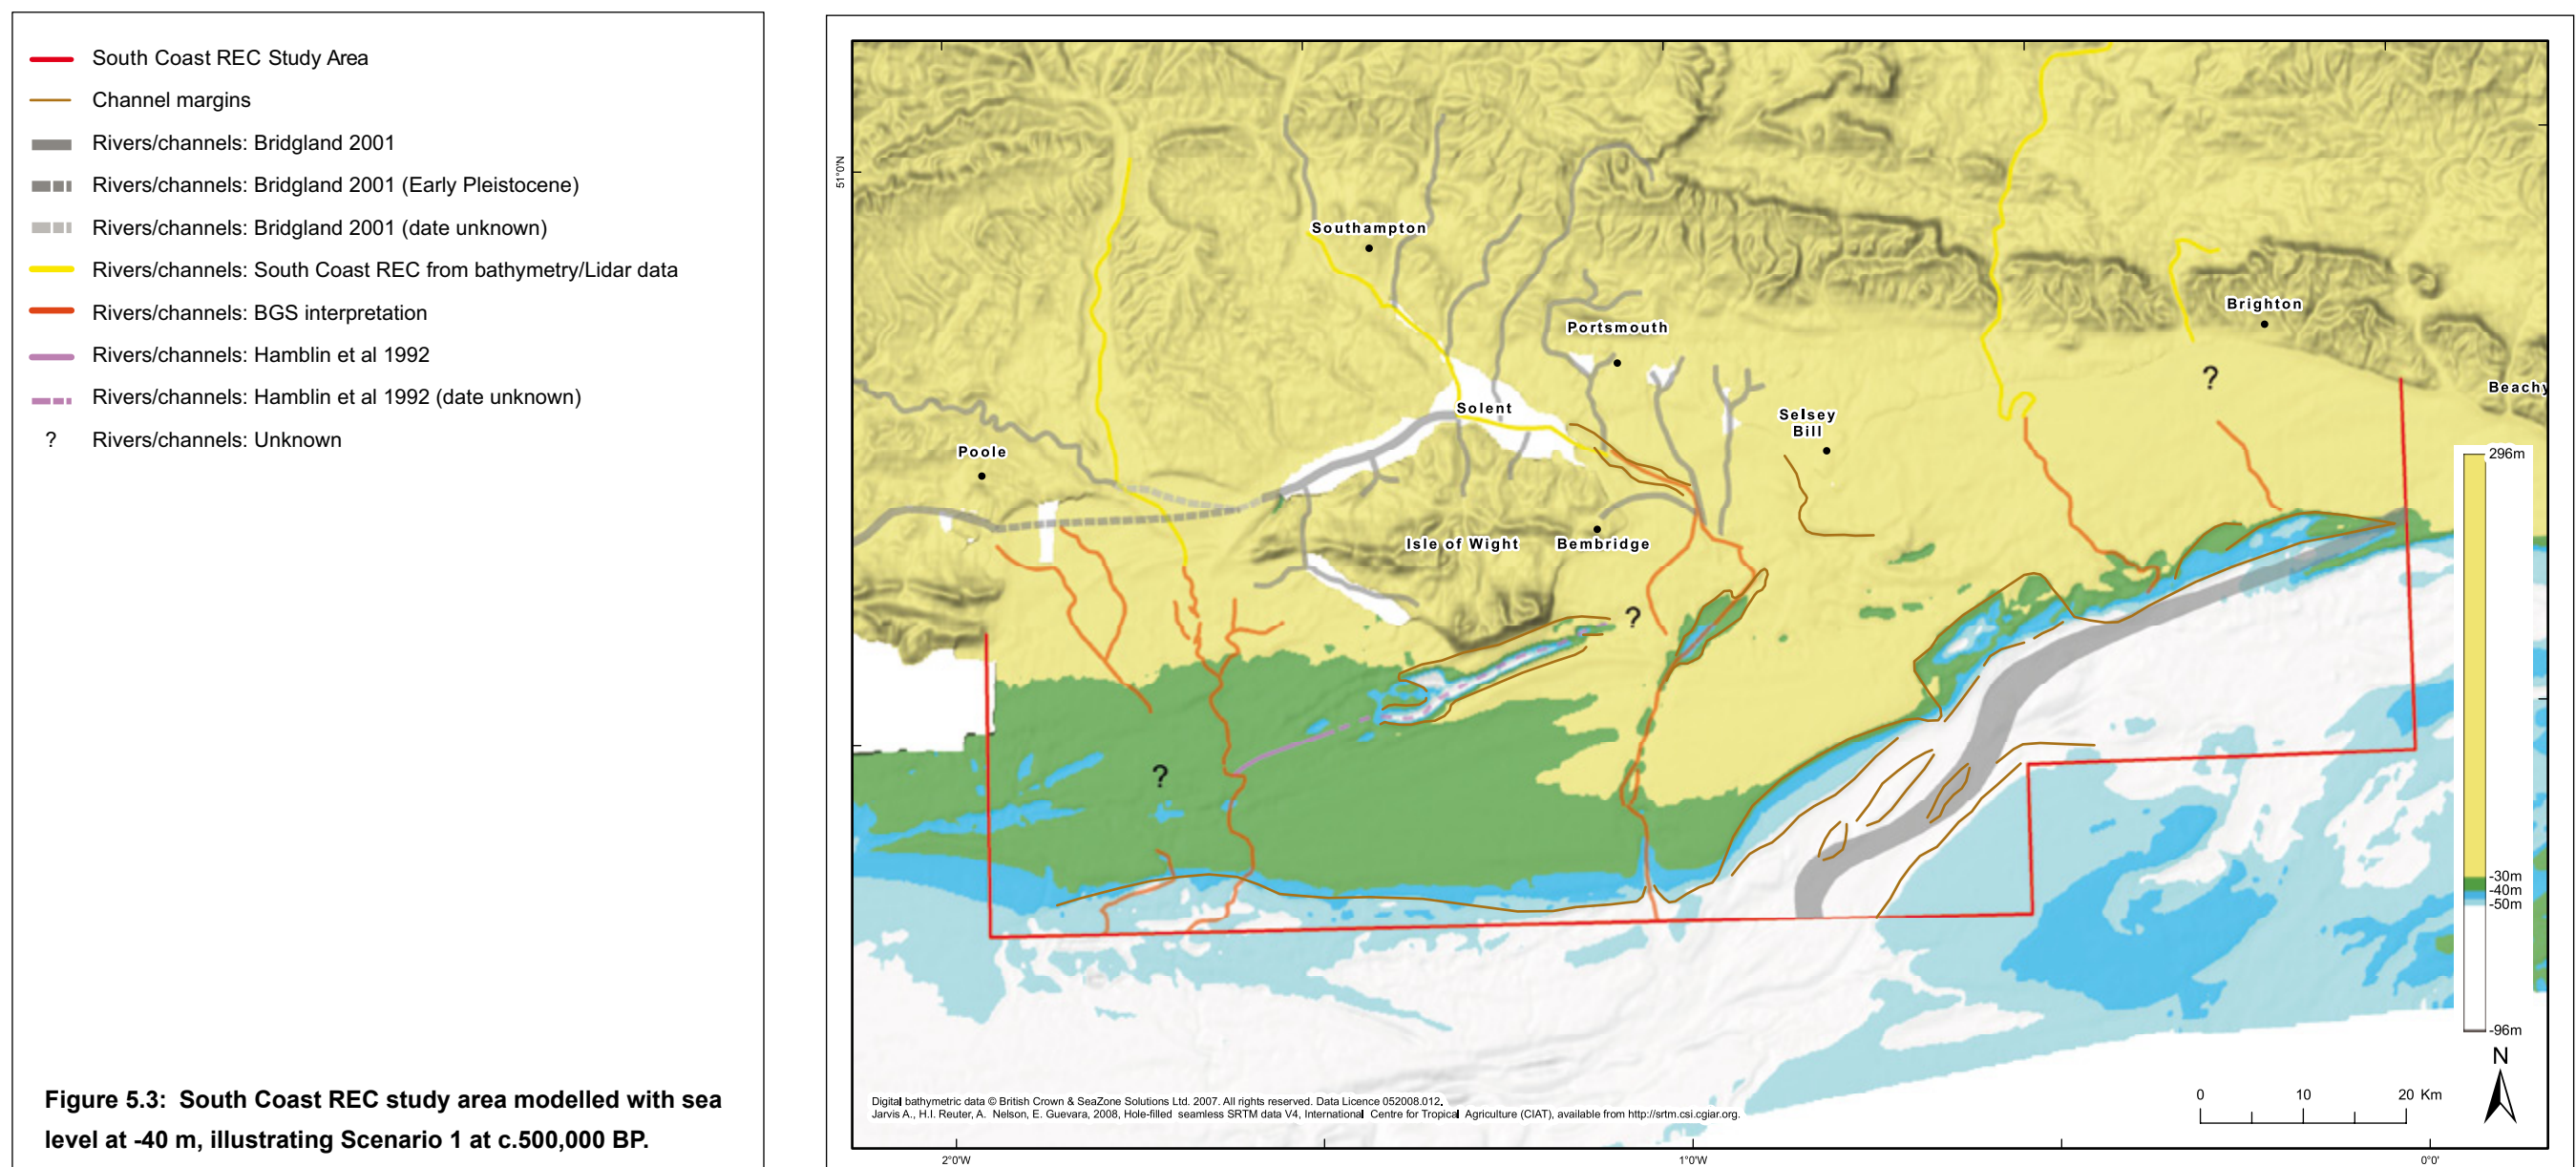 South Coast REC Study Area
Channel margins
Rivers/channels: Bridgland 2001
Rivers/channels: Bridgland 2001 (Early Pleistocene)
Rivers/channels: Bridgland 2001 (date unknown)
Rivers/channels: South Coast REC from bathymetry/Lidar data
Rivers/channels: BGS interpretation
Rivers/channels: Hamblin et al 1992
Rivers/channels: Hamblin et al 1992 (date unknown)
? Rivers/channels: Unknown
Figure 5.3: South Coast REC study area modelled with sea
level at -40 m, illustrating Scenario 1 at c.500,000 BP.
51°0'N
Southampton
Portsmouth
Brighton
Beachy
Solent
Selsey
Bill
Poole
Isle of Wight
Bembridge
?
?
?
296m
-30m
-40m
-50m
-96m
N
0 10 20 Km
Digital bathymetric data © British Crown & SeaZone Solutions Ltd. 2007. All rights reserved. Data Licence 052008.012.
Jarvis A., H.I. Reuter, A. Nelson, E. Guevara, 2008, Hole-filled seamless SRTM data V4, International Centre for Tropical Agriculture (CIAT), available from http://srtm.csi.cgiar.org.
2°0'W 1°0'W 0°0'